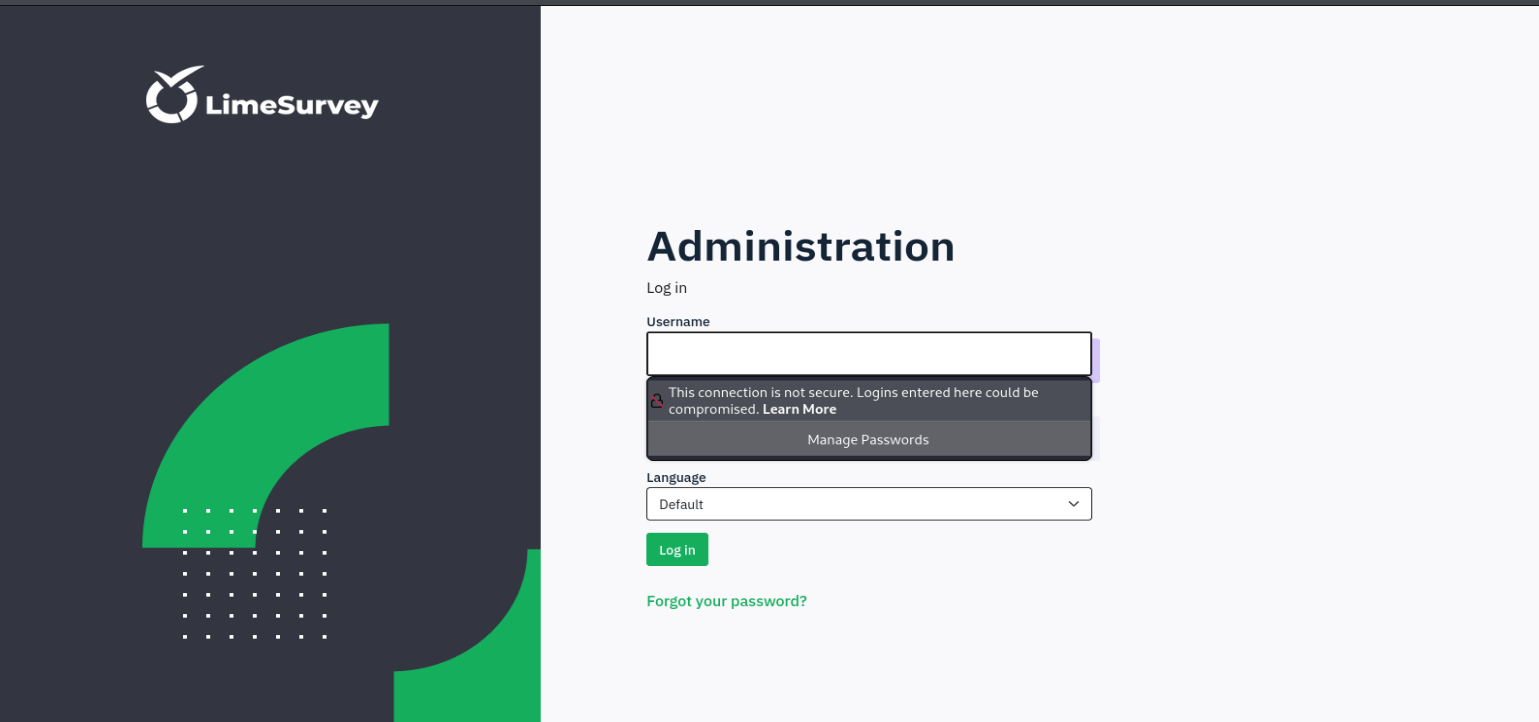 LimeSurvey
Administration
Log in
Username
This connection is not secure. Logins entered here could be
compromised. Learn More
Manage Passwords
Language
Default
Log in
Forgot your password?